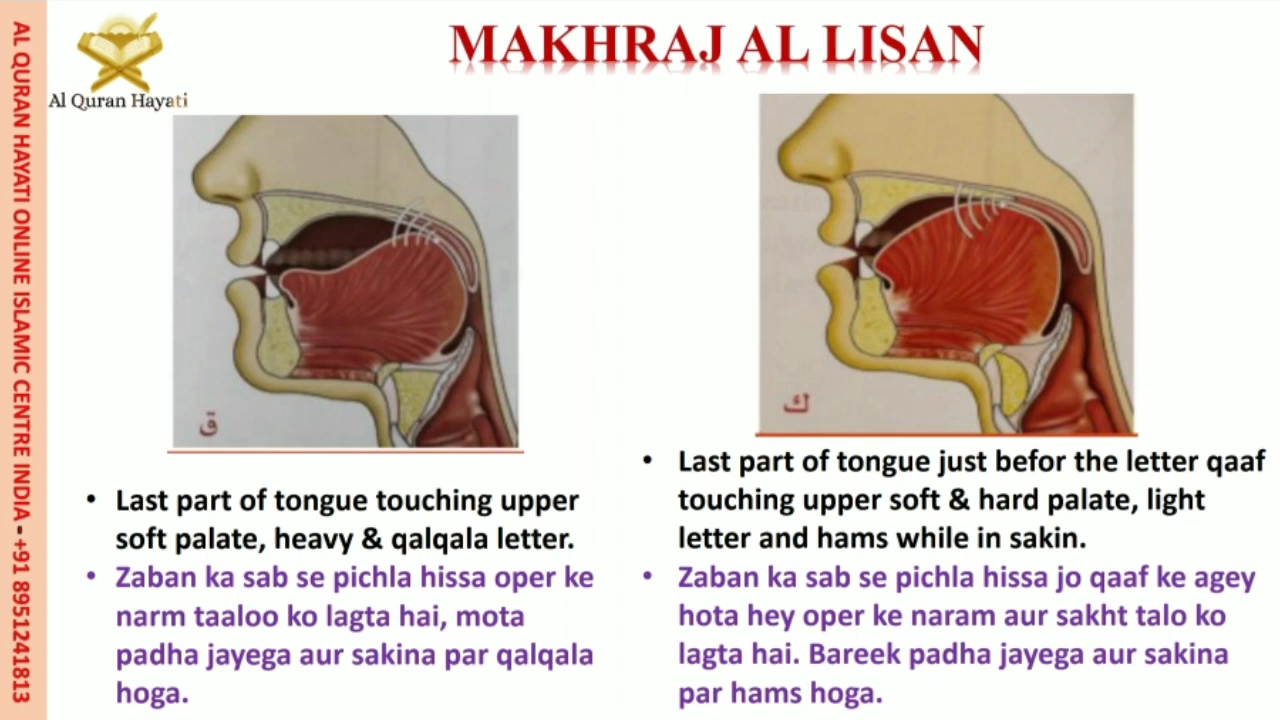 AL QURAN HAYATI ONLINE ISLAMIC CENTRE INDIA - +91 8951241813
Al Quran Hayati
MAKHRAJ AL LISAN
ق
• Last part of tongue touching upper
soft palate, heavy & qalqala letter.
• Zaban ka sab se pichla hissa oper ke
narm taaloo ko lagta hai, mota
padha jayega aur sakina par qalqala
hoga.
ك
• Last part of tongue just befor the letter qaaf
touching upper soft & hard palate, light
letter and hams while in sakin.
• Zaban ka sab se pichla hissa jo qaaf ke agey
hota hey oper ke naram aur sakht talo ko
lagta hai. Bareek padha jayega aur sakina
par hams hoga.